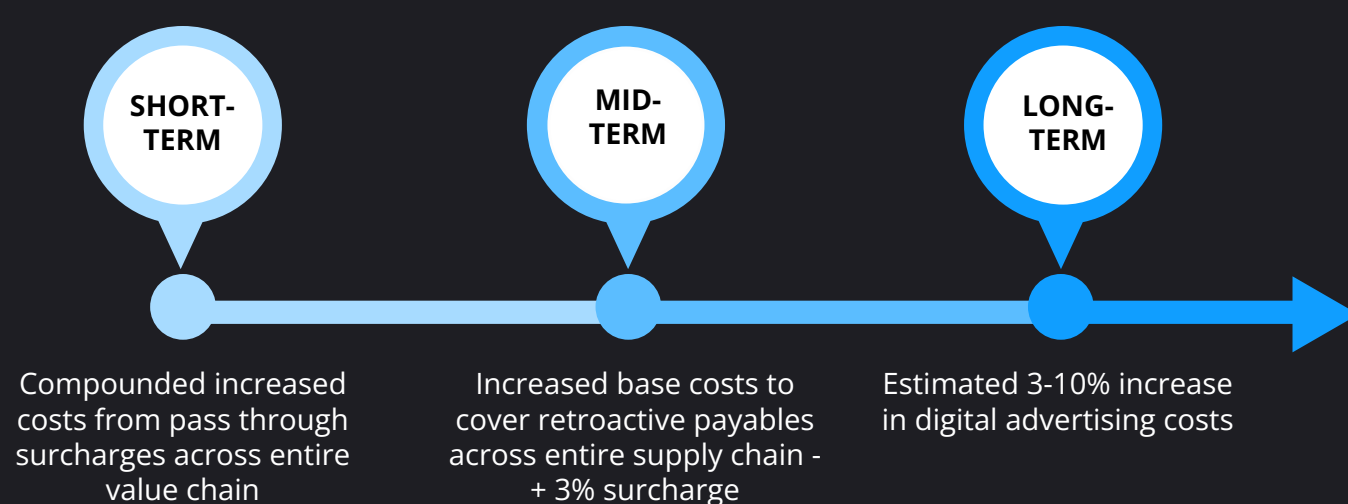 SHORT-
TERM
MID-
TERM
LONG-
TERM
Compounded increased
costs from pass through
surcharges across entire
value chain
Increased base costs to
cover retroactive payables
across entire supply chain -
+ 3% surcharge
Estimated 3-10% increase
in digital advertising costs